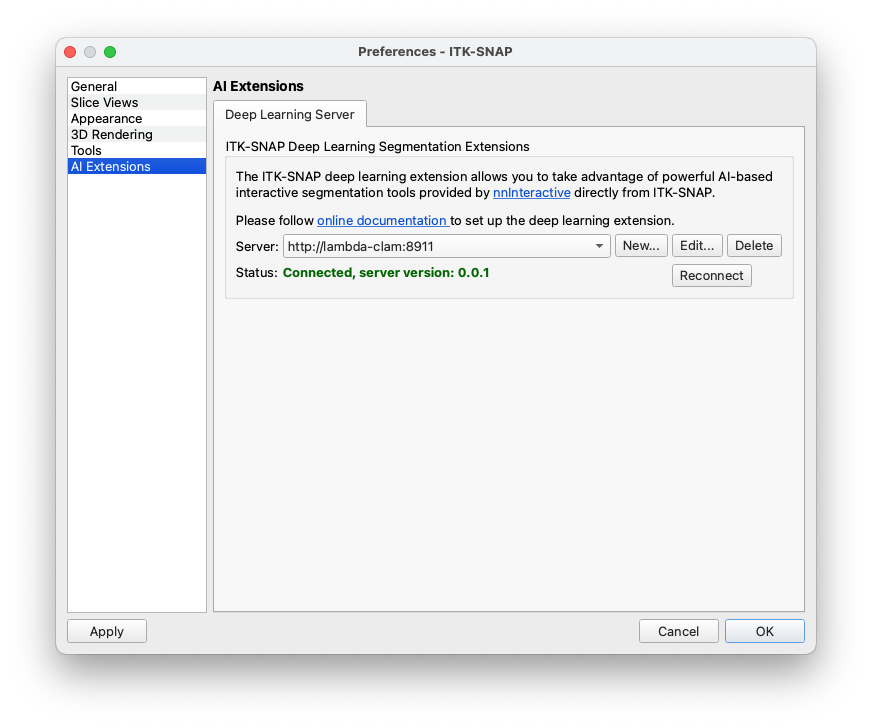 Preferences - ITK-SNAP
General
Slice Views
Appearance
3D Rendering
Tools
AI Extensions
AI Extensions
Deep Learning Server
ITK-SNAP Deep Learning Segmentation Extensions
The ITK-SNAP deep learning extension allows you to take advantage of powerful AI-based
interactive segmentation tools provided by nnInteractive directly from ITK-SNAP.
Please follow online documentation to set up the deep learning extension.
Server: http://lambda-clam:8911 New... Edit... Delete
Status: Connected, server version: 0.0.1
Reconnect
Apply Cancel OK